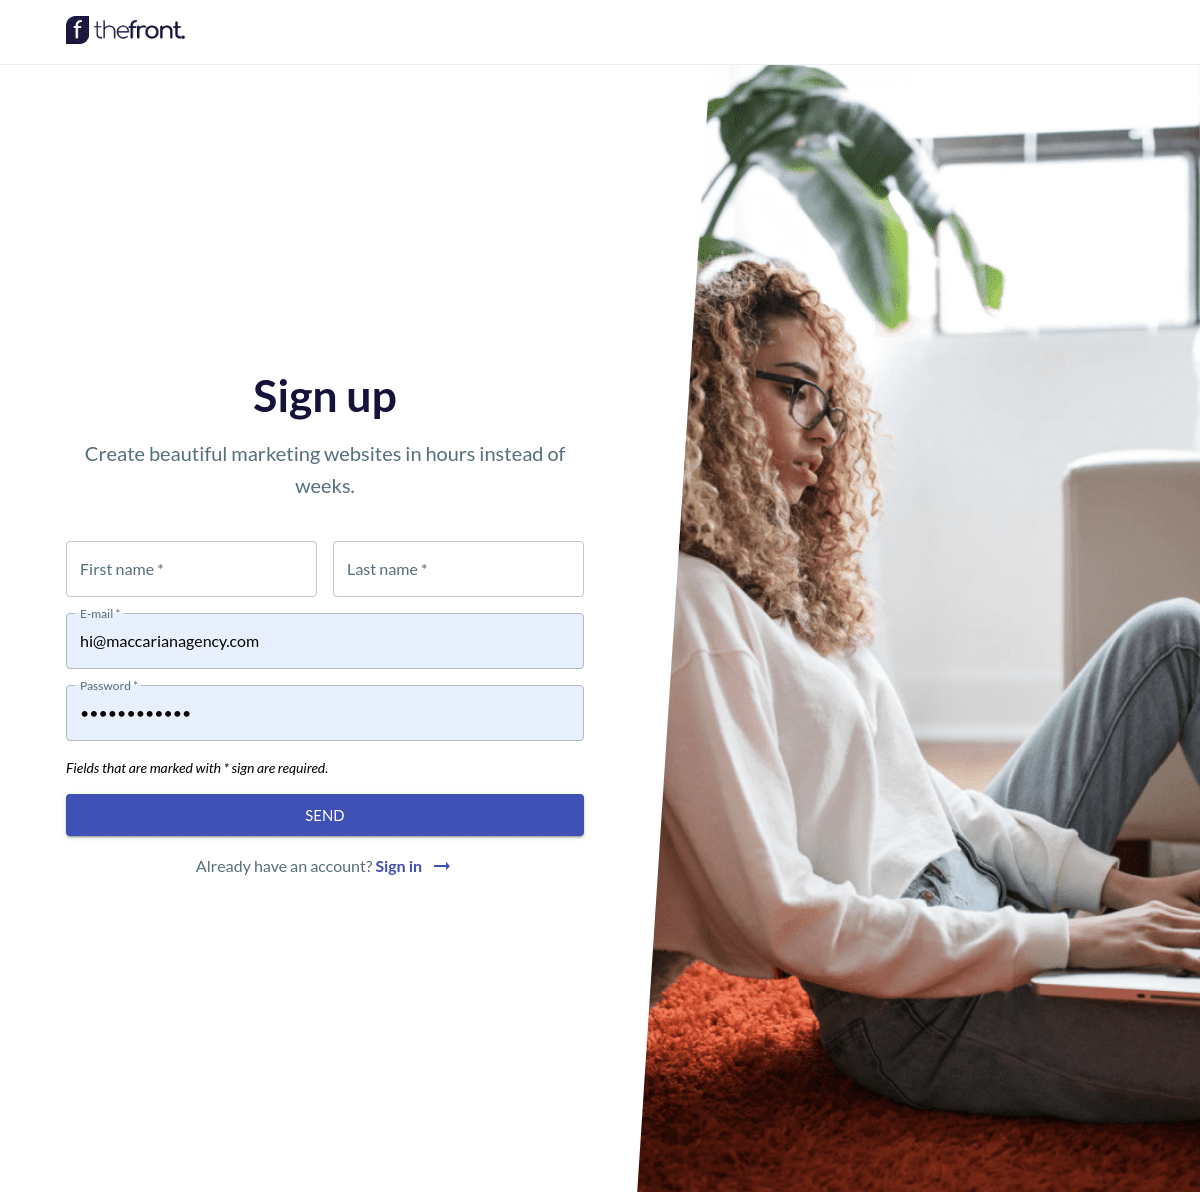 f thefront.
Sign up
Create beautiful marketing websites in hours instead of
weeks.
First name *
Last name *
E-mail *
hi@maccarianagency.com
Password *
••••••••••••
Fields that are marked with * sign are required.
SEND
Already have an account? Sign in →